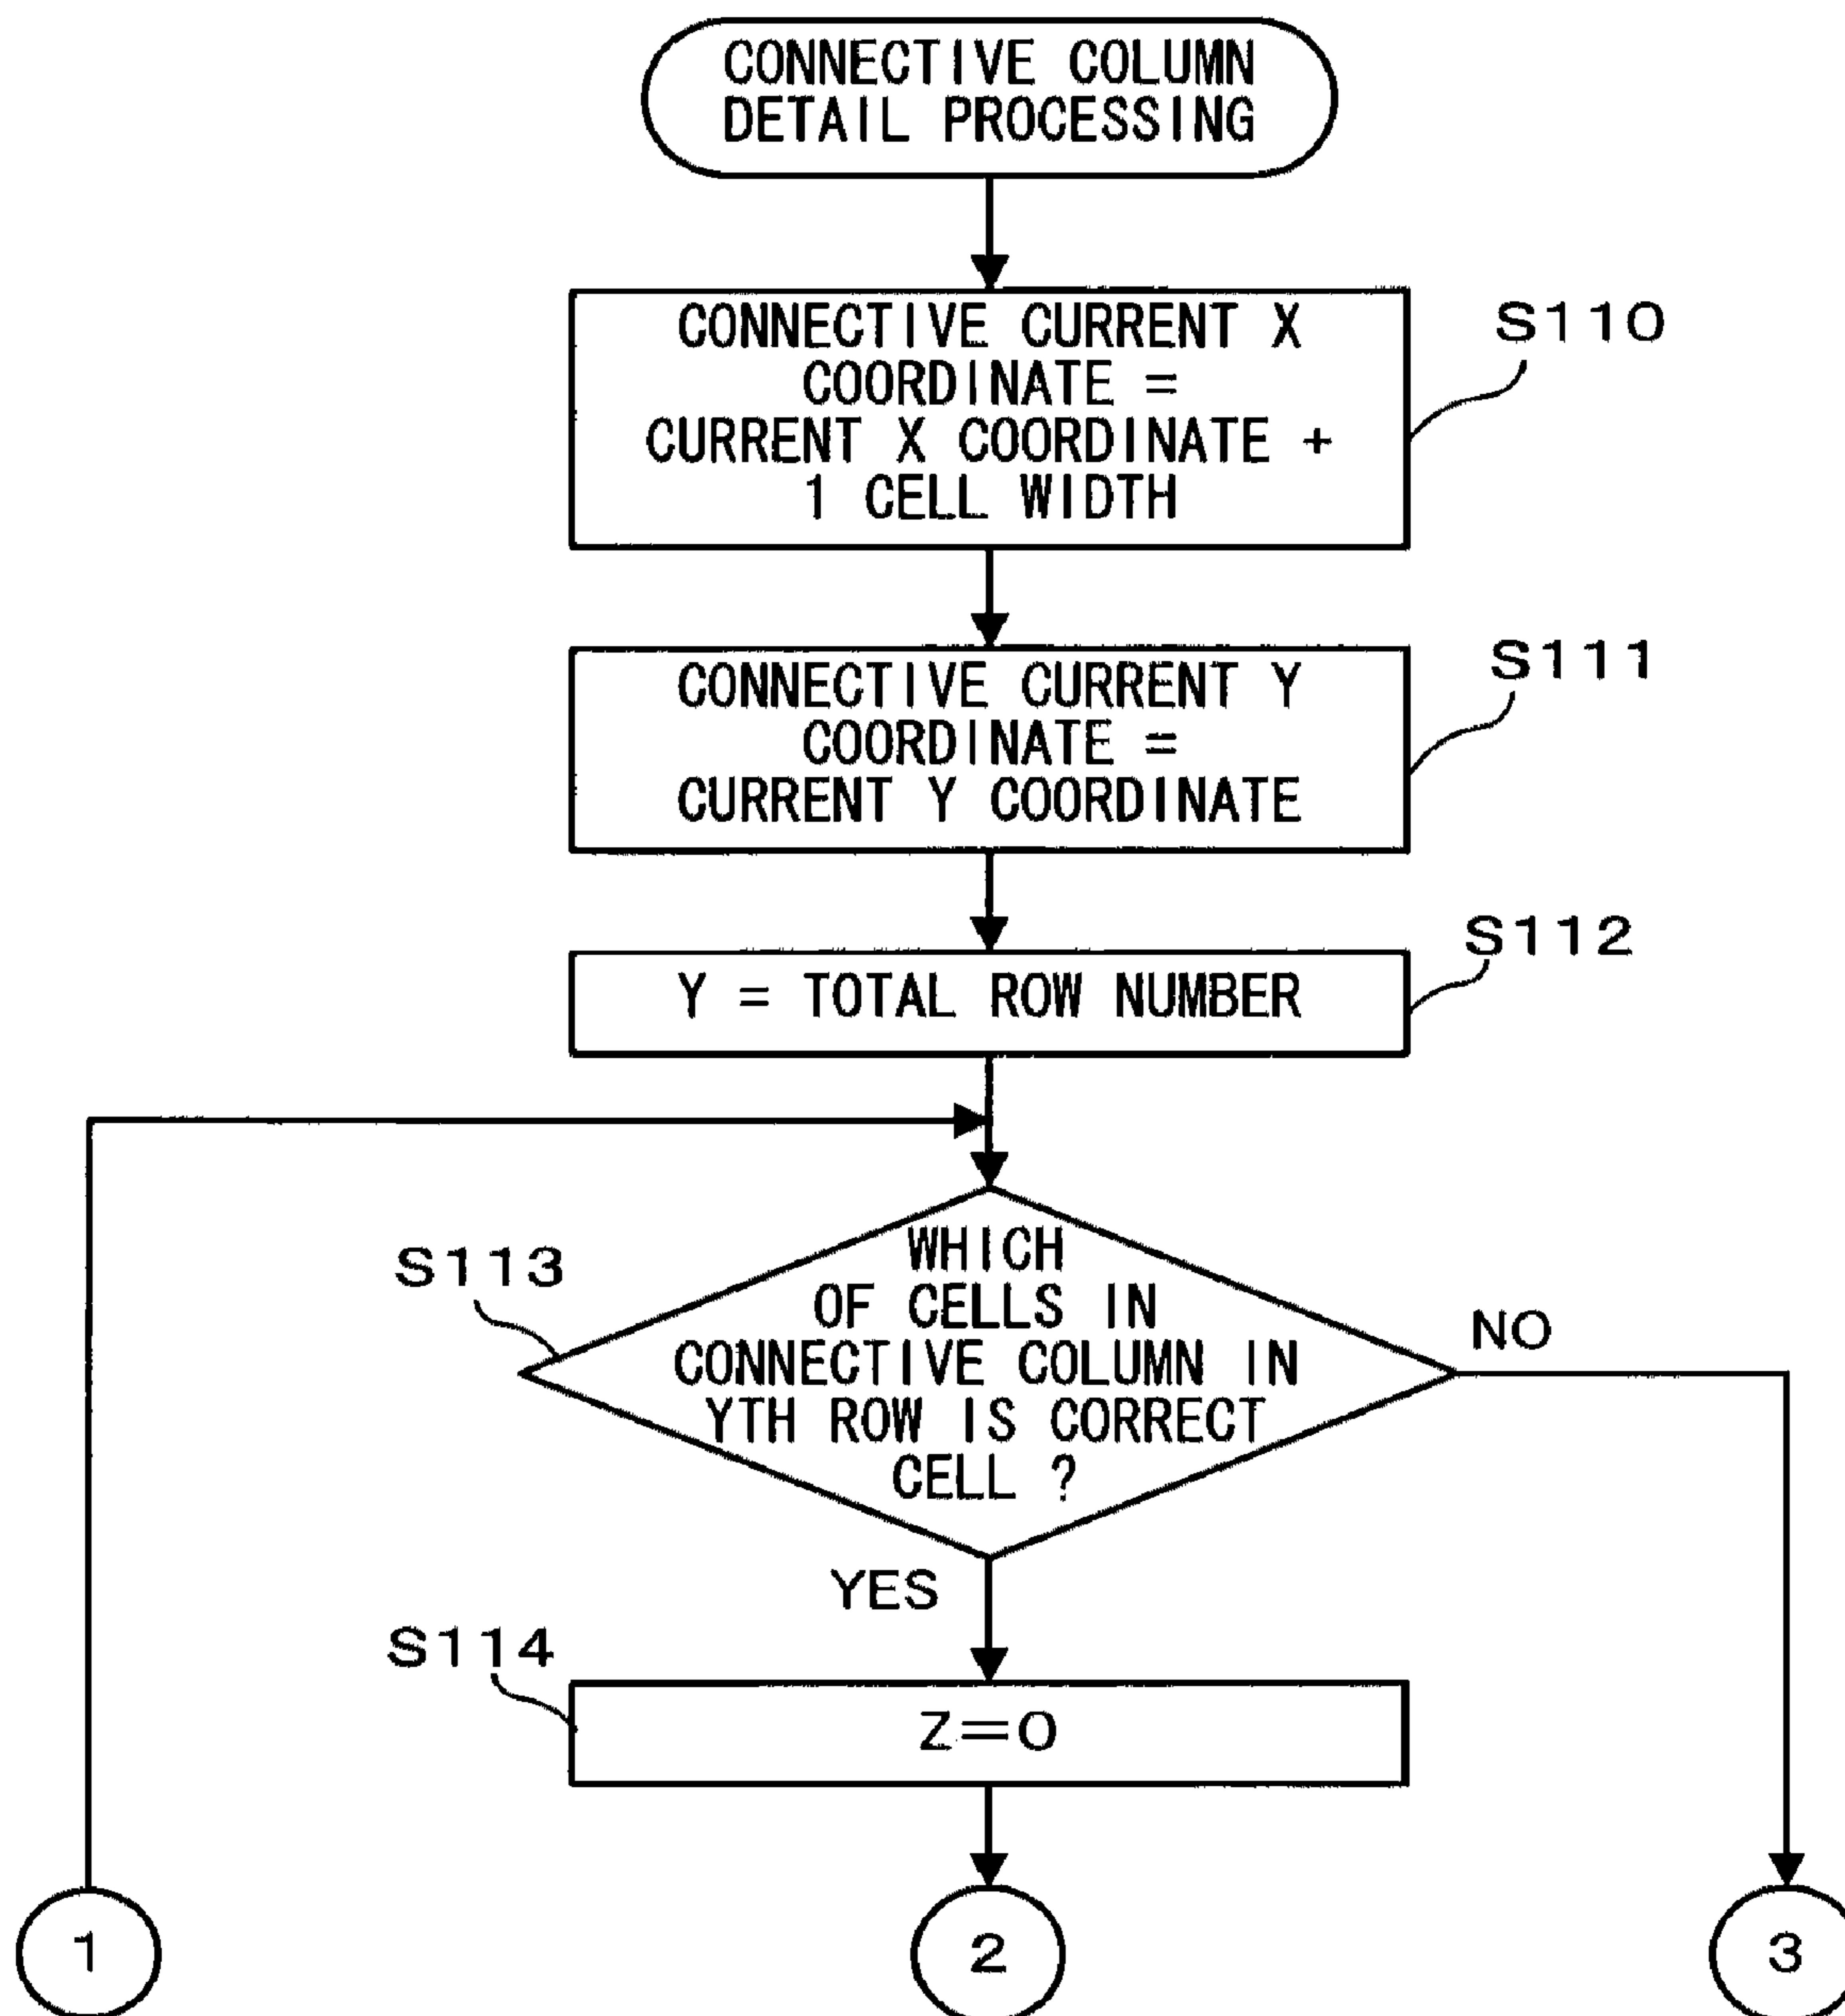 CONNECTIVE COLUMN
DETAIL PROCESSING
CONNECTIVE CURRENT X
COORDINATE =
CURRENT X COORDINATE +
1 CELL WIDTH
S110
CONNECTIVE CURRENT Y
COORDINATE =
CURRENT Y COORDINATE
S111
Y = TOTAL ROW NUMBER
S112
S113
WHICH
OF CELLS IN
CONNECTIVE COLUMN IN
YTH ROW IS CORRECT
CELL ?
NO
YES
S114
Z=0
1
2
3